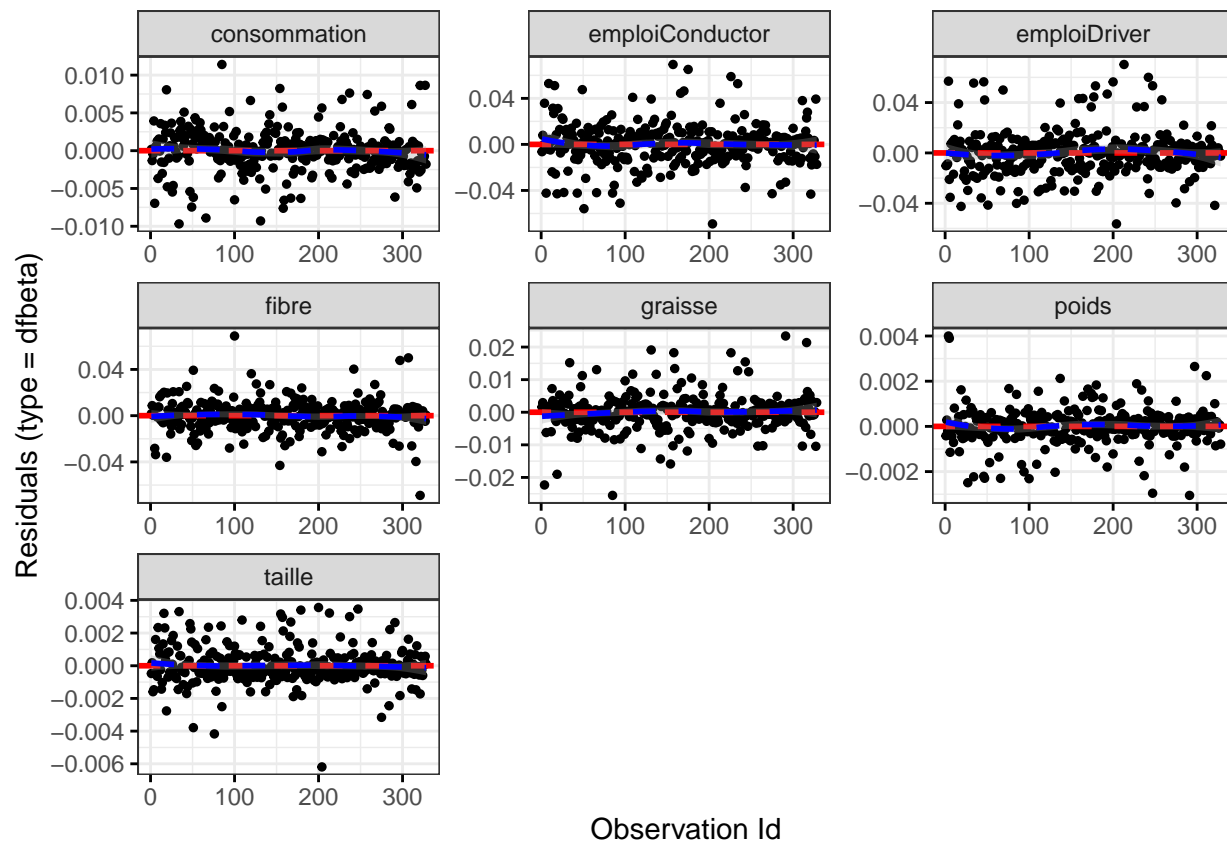 consommation
emploiConductor
emploiDriver
0.010
0.005
0.000
−0.005
−0.010
0.04
0.00
−0.04
0.04
0.00
−0.04
0 100 200 300
0 100 200 300
0 100 200 300
fibre
graisse
poids
0.04
0.00
−0.04
0.02
0.01
0.00
−0.01
−0.02
0.004
0.002
0.000
−0.002
0 100 200 300
0 100 200 300
0 100 200 300
taille
0.004
0.002
0.000
−0.002
−0.004
−0.006
0 100 200 300
Residuals (type = dfbeta)
Observation Id